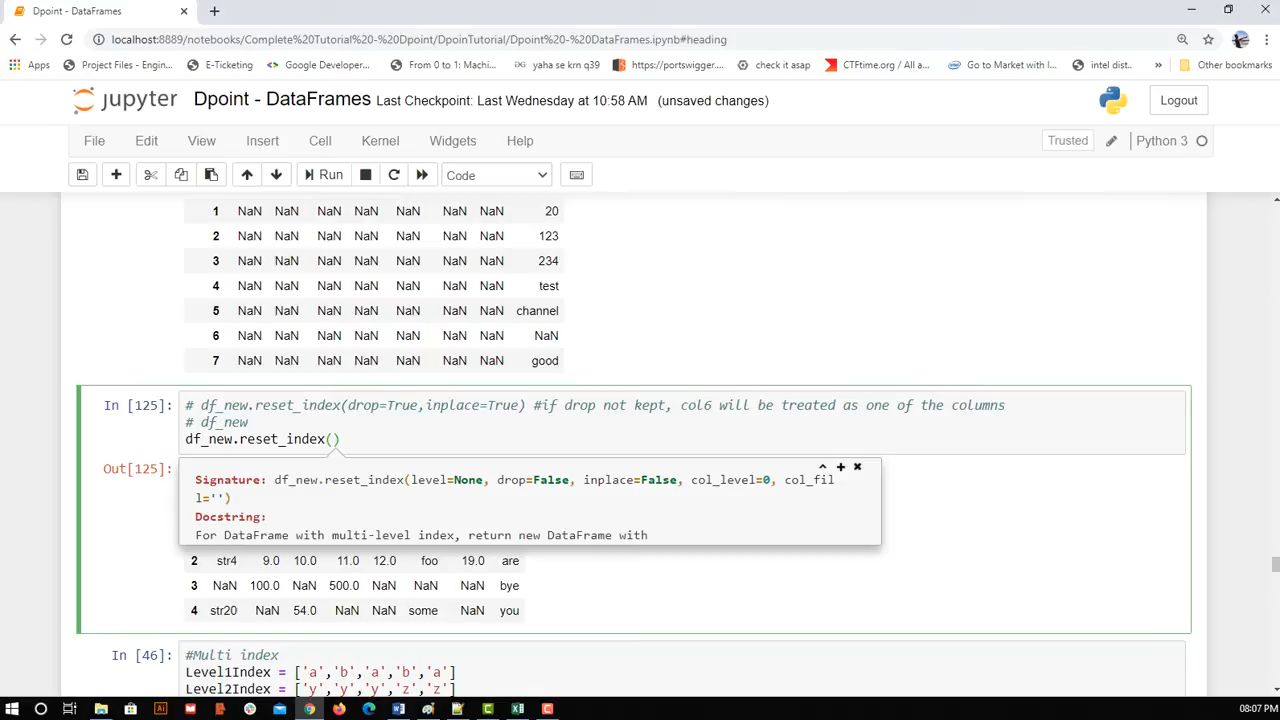 Dpoint - DataFrames
localhost:8889/notebooks/Complete%20Tutorial%20-%20Dpoint/DpoinTutorial/Dpoint%20-%20DataFrames.ipynb#heading
Apps Project Files - Engin... E-Ticketing Google Developer... From 0 to 1: Machi... yaha se krn q39 https://portswigger.... check it asap CTFtime.org / All a... Go to Market with I... intel dist... » Other bookmarks
jupyter Dpoint - DataFrames Last Checkpoint: Last Wednesday at 10:58 AM (unsaved changes) Logout
File Edit View Insert Cell Kernel Widgets Help Trusted Python 3
Run Code
1 NaN NaN NaN NaN NaN NaN NaN 20
2 NaN NaN NaN NaN NaN NaN NaN 123
3 NaN NaN NaN NaN NaN NaN NaN 234
4 NaN NaN NaN NaN NaN NaN NaN test
5 NaN NaN NaN NaN NaN NaN NaN channel
6 NaN NaN NaN NaN NaN NaN NaN NaN
7 NaN NaN NaN NaN NaN NaN NaN good
In [125]: # df_new.reset_index(drop=True,inplace=True) #if drop not kept, col6 will be treated as one of the columns
# df_new
df_new.reset_index()
Out[125]:
Signature: df_new.reset_index(level=None, drop=False, inplace=False, col_level=0, col_fil
l='')
Docstring:
For DataFrame with multi-level index, return new DataFrame with
2 str4 9.0 10.0 11.0 12.0 foo 19.0 are
3 NaN 100.0 NaN 500.0 NaN NaN NaN bye
4 str20 NaN 54.0 NaN NaN some NaN you
In [46]: #Multi index
Level1Index = ['a','b','a','b','a']
Level2Index = ['y','y','y','z','z']
08:07 PM